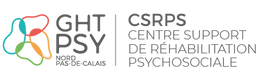 GHT
PSY
NORD
PAS-DE-CALAIS
CSRPS
CENTRE SUPPORT
DE RÉHABILITATION
PSYCHOSOCIALE